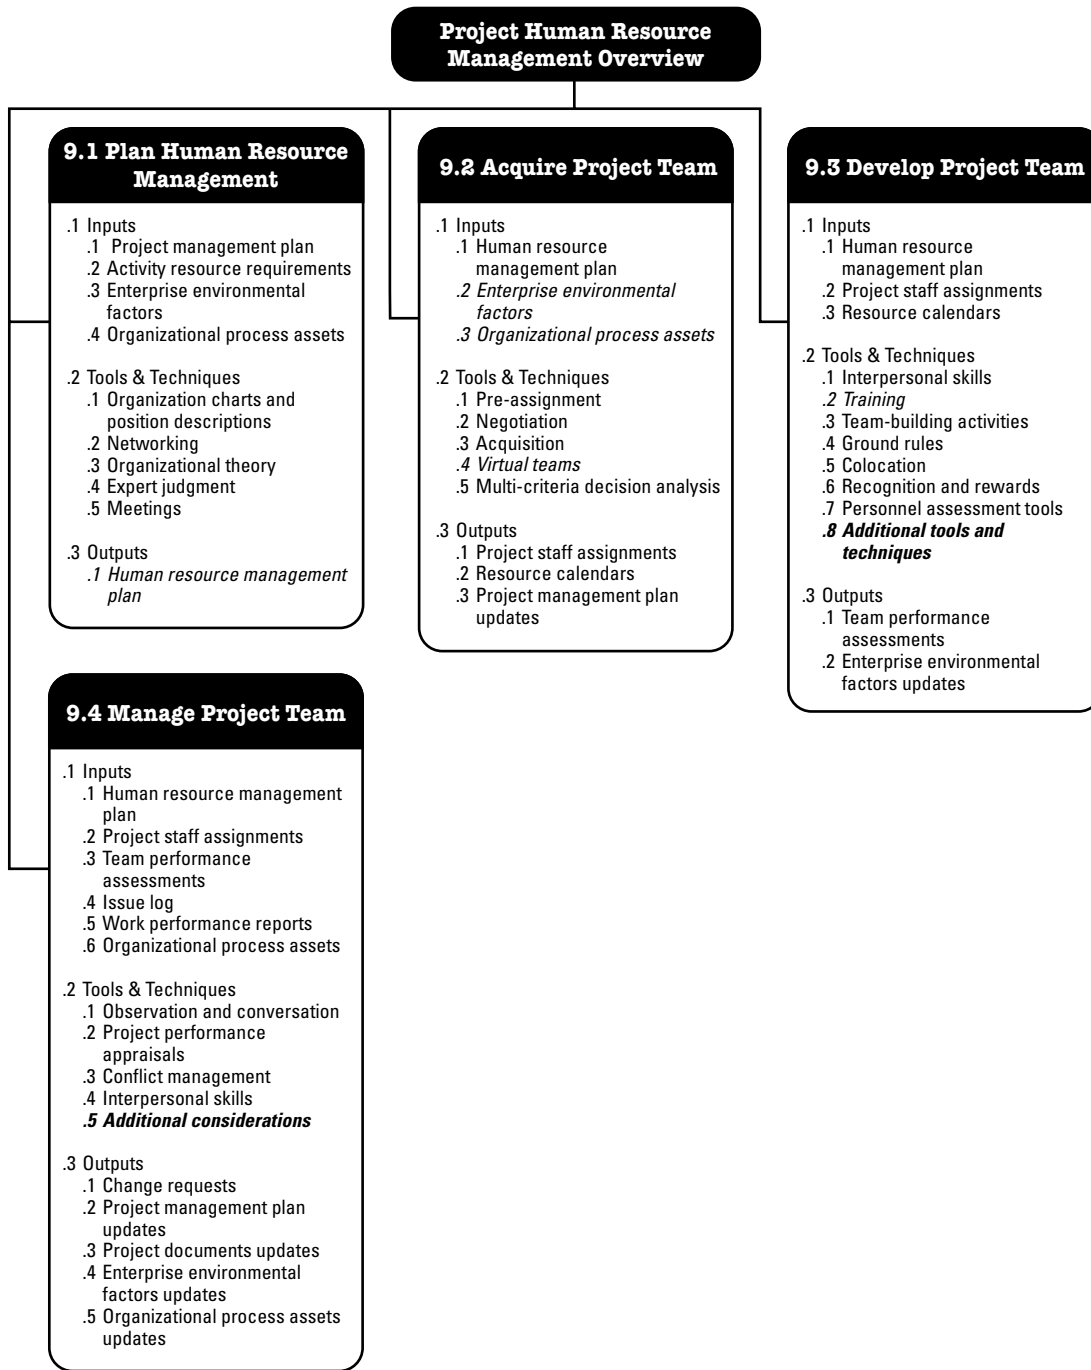 Project Human Resource
Management Overview
9.1 Plan Human Resource
Management
.1 Inputs
.1 Project management plan
.2 Activity resource requirements
.3 Enterprise environmental
factors
.4 Organizational process assets
.2 Tools & Techniques
.1 Organization charts and
position descriptions
.2 Networking
.3 Organizational theory
.4 Expert judgment
.5 Meetings
.3 Outputs
.1 Human resource management
plan
9.2 Acquire Project Team
.1 Inputs
.1 Human resource
management plan
.2 Enterprise environmental
factors
.3 Organizational process assets
.2 Tools & Techniques
.1 Pre-assignment
.2 Negotiation
.3 Acquisition
.4 Virtual teams
.5 Multi-criteria decision analysis
.3 Outputs
.1 Project staff assignments
.2 Resource calendars
.3 Project management plan
updates
9.3 Develop Project Team
.1 Inputs
.1 Human resource
management plan
.2 Project staff assignments
.3 Resource calendars
.2 Tools & Techniques
.1 Interpersonal skills
.2 Training
.3 Team-building activities
.4 Ground rules
.5 Colocation
.6 Recognition and rewards
.7 Personnel assessment tools
.8 Additional tools and
techniques
.3 Outputs
.1 Team performance
assessments
.2 Enterprise environmental
factors updates
9.4 Manage Project Team
.1 Inputs
.1 Human resource management
plan
.2 Project staff assignments
.3 Team performance
assessments
.4 Issue log
.5 Work performance reports
.6 Organizational process assets
.2 Tools & Techniques
.1 Observation and conversation
.2 Project performance
appraisals
.3 Conflict management
.4 Interpersonal skills
.5 Additional considerations
.3 Outputs
.1 Change requests
.2 Project management plan
updates
.3 Project documents updates
.4 Enterprise environmental
factors updates
.5 Organizational process assets
updates